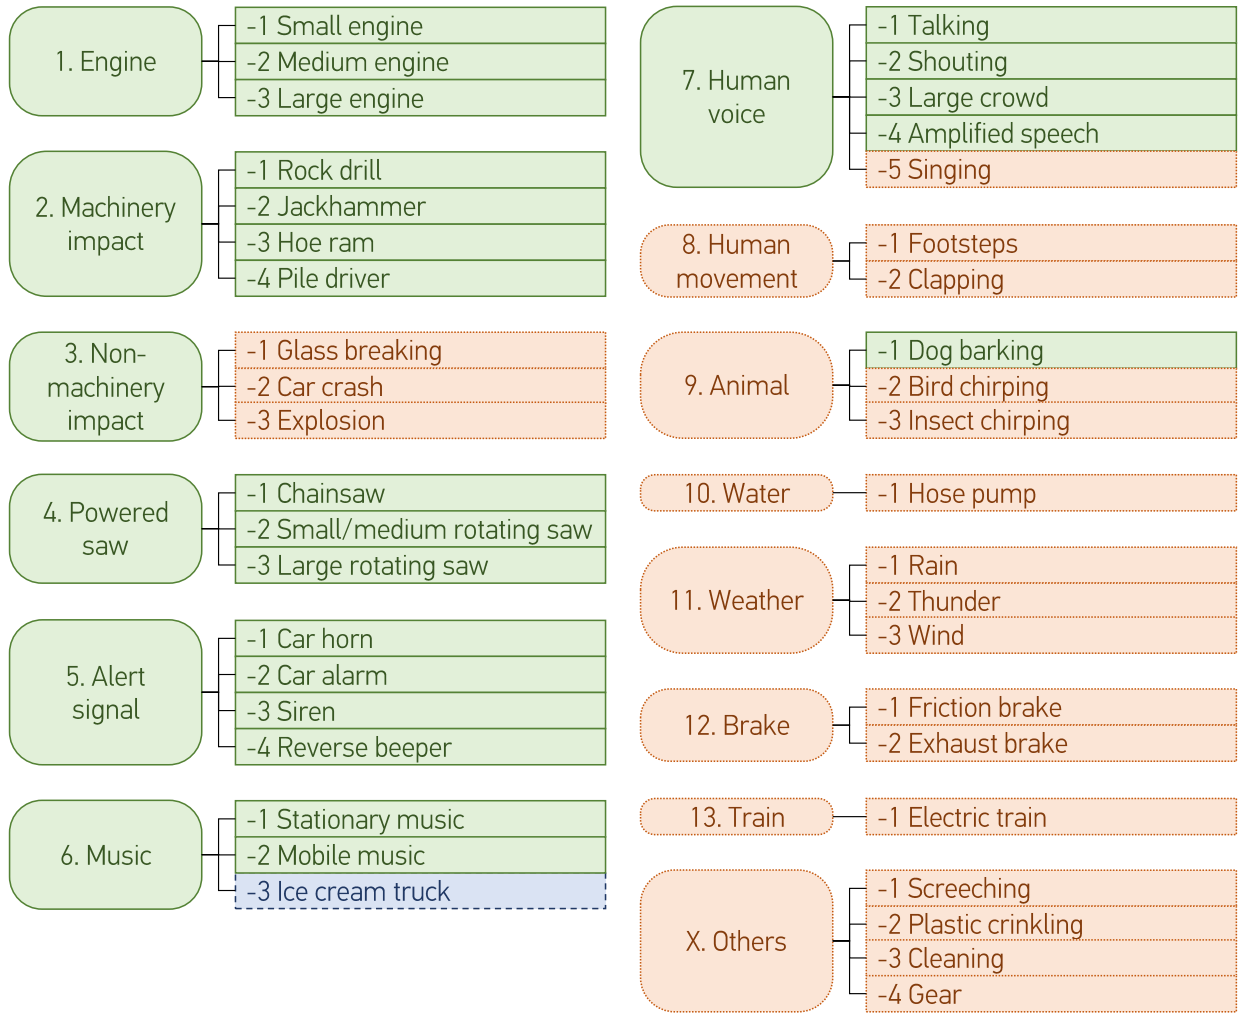 1. Engine
-1 Small engine
-2 Medium engine
-3 Large engine
2. Machinery
impact
-1 Rock drill
-2 Jackhammer
-3 Hoe ram
-4 Pile driver
3. Non-
machinery
impact
-1 Glass breaking
-2 Car crash
-3 Explosion
4. Powered
saw
-1 Chainsaw
-2 Small/medium rotating saw
-3 Large rotating saw
5. Alert
signal
-1 Car horn
-2 Car alarm
-3 Siren
-4 Reverse beeper
6. Music
-1 Stationary music
-2 Mobile music
-3 Ice cream truck
7. Human
voice
-1 Talking
-2 Shouting
-3 Large crowd
-4 Amplified speech
-5 Singing
8. Human
movement
-1 Footsteps
-2 Clapping
9. Animal
-1 Dog barking
-2 Bird chirping
-3 Insect chirping
10. Water
-1 Hose pump
11. Weather
-1 Rain
-2 Thunder
-3 Wind
12. Brake
-1 Friction brake
-2 Exhaust brake
13. Train
-1 Electric train
X. Others
-1 Screeching
-2 Plastic crinkling
-3 Cleaning
-4 Gear